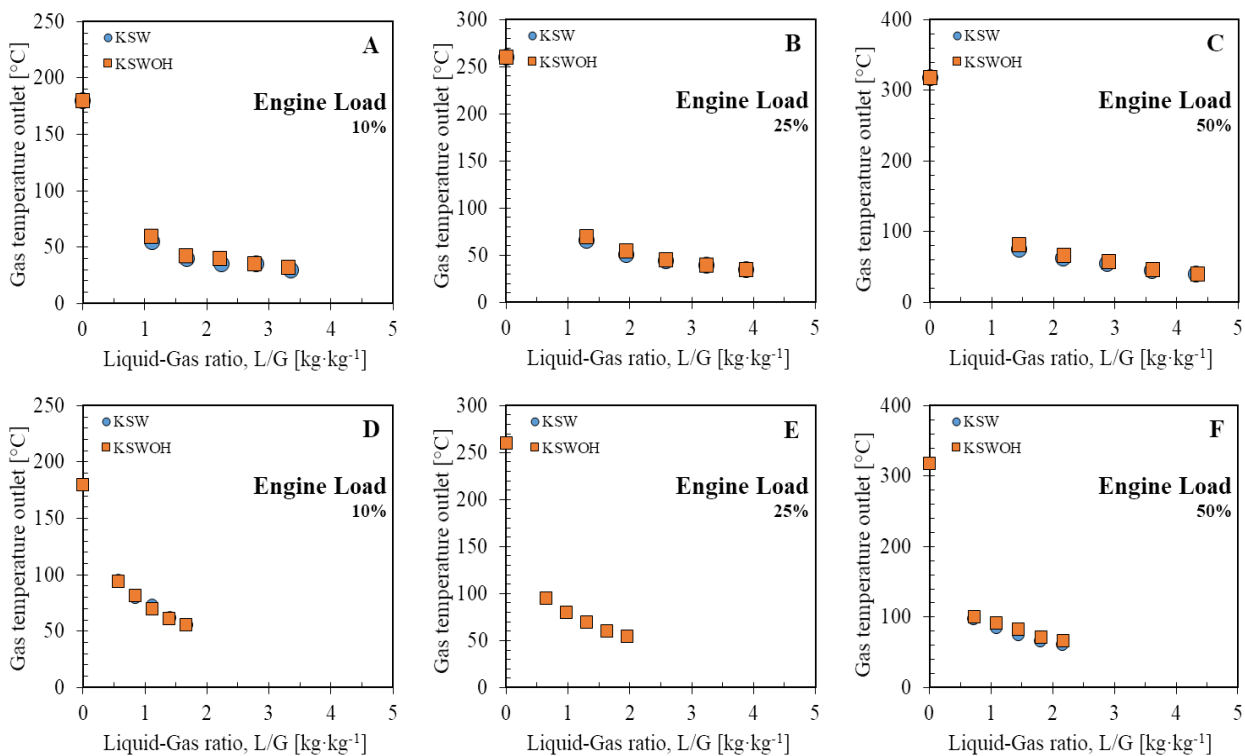 250
200
150
100
50
0
Gas temperature outlet [°C]
KSW
KSWOH
A
Engine Load
10%
0 1 2 3 4 5
Liquid-Gas ratio, L/G [kg·kg⁻¹]
300
250
200
150
100
50
0
Gas temperature outlet [°C]
KSW
KSWOH
B
Engine Load
25%
0 1 2 3 4 5
Liquid-Gas ratio, L/G [kg·kg⁻¹]
400
300
200
100
0
Gas temperature outlet [°C]
KSW
KSWOH
C
Engine Load
50%
0 1 2 3 4 5
Liquid-Gas ratio, L/G [kg·kg⁻¹]
250
200
150
100
50
0
Gas temperature outlet [°C]
KSW
KSWOH
D
Engine Load
10%
0 1 2 3 4 5
Liquid-Gas ratio, L/G [kg·kg⁻¹]
300
250
200
150
100
50
0
Gas temperature outlet [°C]
KSW
KSWOH
E
Engine Load
25%
0 1 2 3 4 5
Liquid-Gas ratio, L/G [kg·kg⁻¹]
400
300
200
100
0
Gas temperature outlet [°C]
KSW
KSWOH
F
Engine Load
50%
0 1 2 3 4 5
Liquid-Gas ratio, L/G [kg·kg⁻¹]